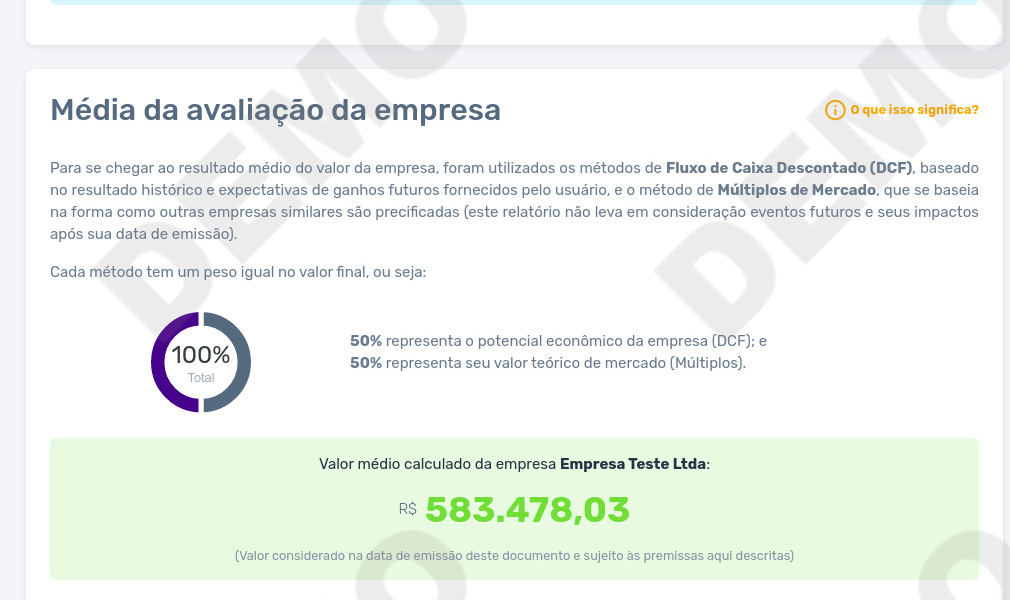 Média da avaliação da empresa
O que isso significa?
Para se chegar ao resultado médio do valor da empresa, foram utilizados os métodos de Fluxo de Caixa Descontado (DCF), baseado
no resultado histórico e expectativas de ganhos futuros fornecidos pelo usuário, e o método de Múltiplos de Mercado, que se baseia
na forma como outras empresas similares são precificadas (este relatório não leva em consideração eventos futuros e seus impactos
após sua data de emissão).
Cada método tem um peso igual no valor final, ou seja:
100%
Total
50% representa o potencial econômico da empresa (DCF); e
50% representa seu valor teórico de mercado (Múltiplos).
Valor médio calculado da empresa Empresa Teste Ltda:
R$ 583.478,03
(Valor considerado na data de emissão deste documento e sujeito às premissas aqui descritas)
DEMO
DEMO